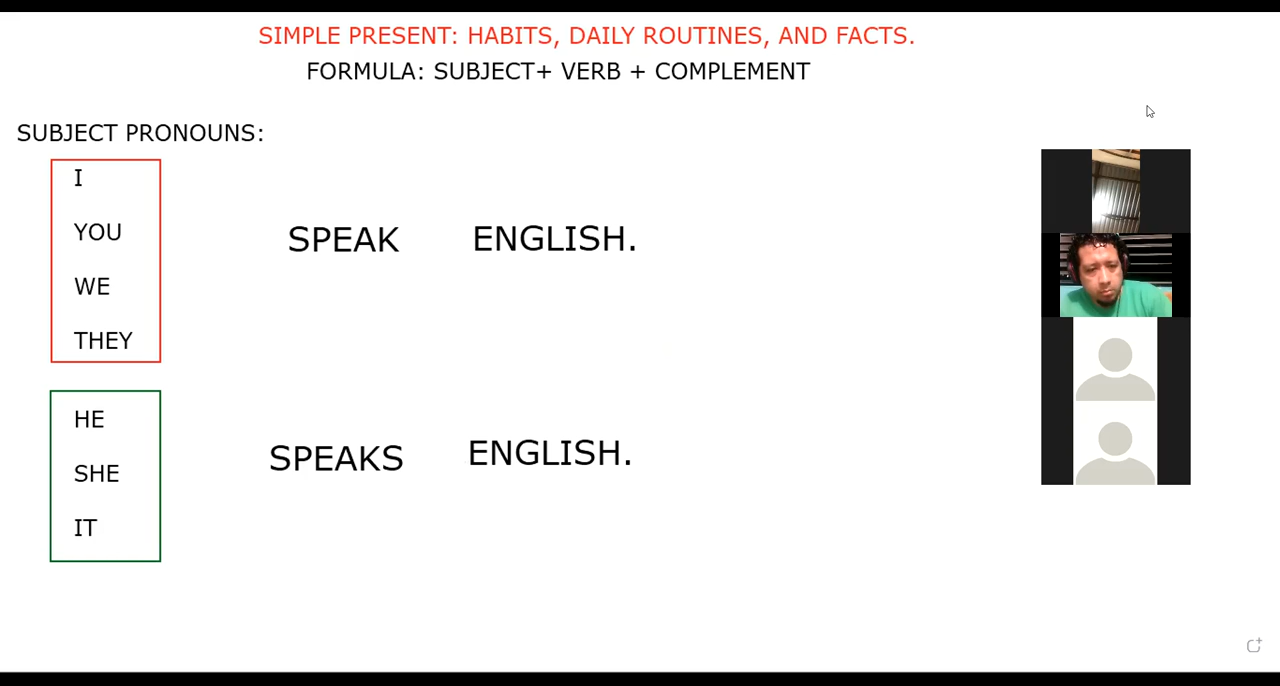 SIMPLE PRESENT: HABITS, DAILY ROUTINES, AND FACTS.
FORMULA: SUBJECT+ VERB + COMPLEMENT
SUBJECT PRONOUNS:
I
YOU
WE
THEY
SPEAK ENGLISH.
HE
SHE
IT
SPEAKS ENGLISH.